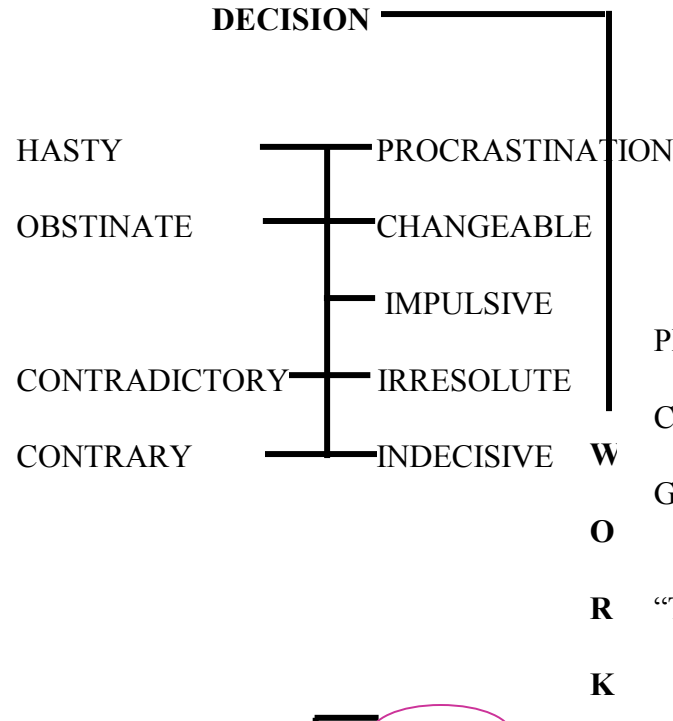 DECISION
HASTY PROCRASTINATION
OBSTINATE CHANGEABLE
IMPULSIVE
CONTRADICTORY IRRESOLUTE
CONTRARY INDECISIVE
W
O
R
K
C
G